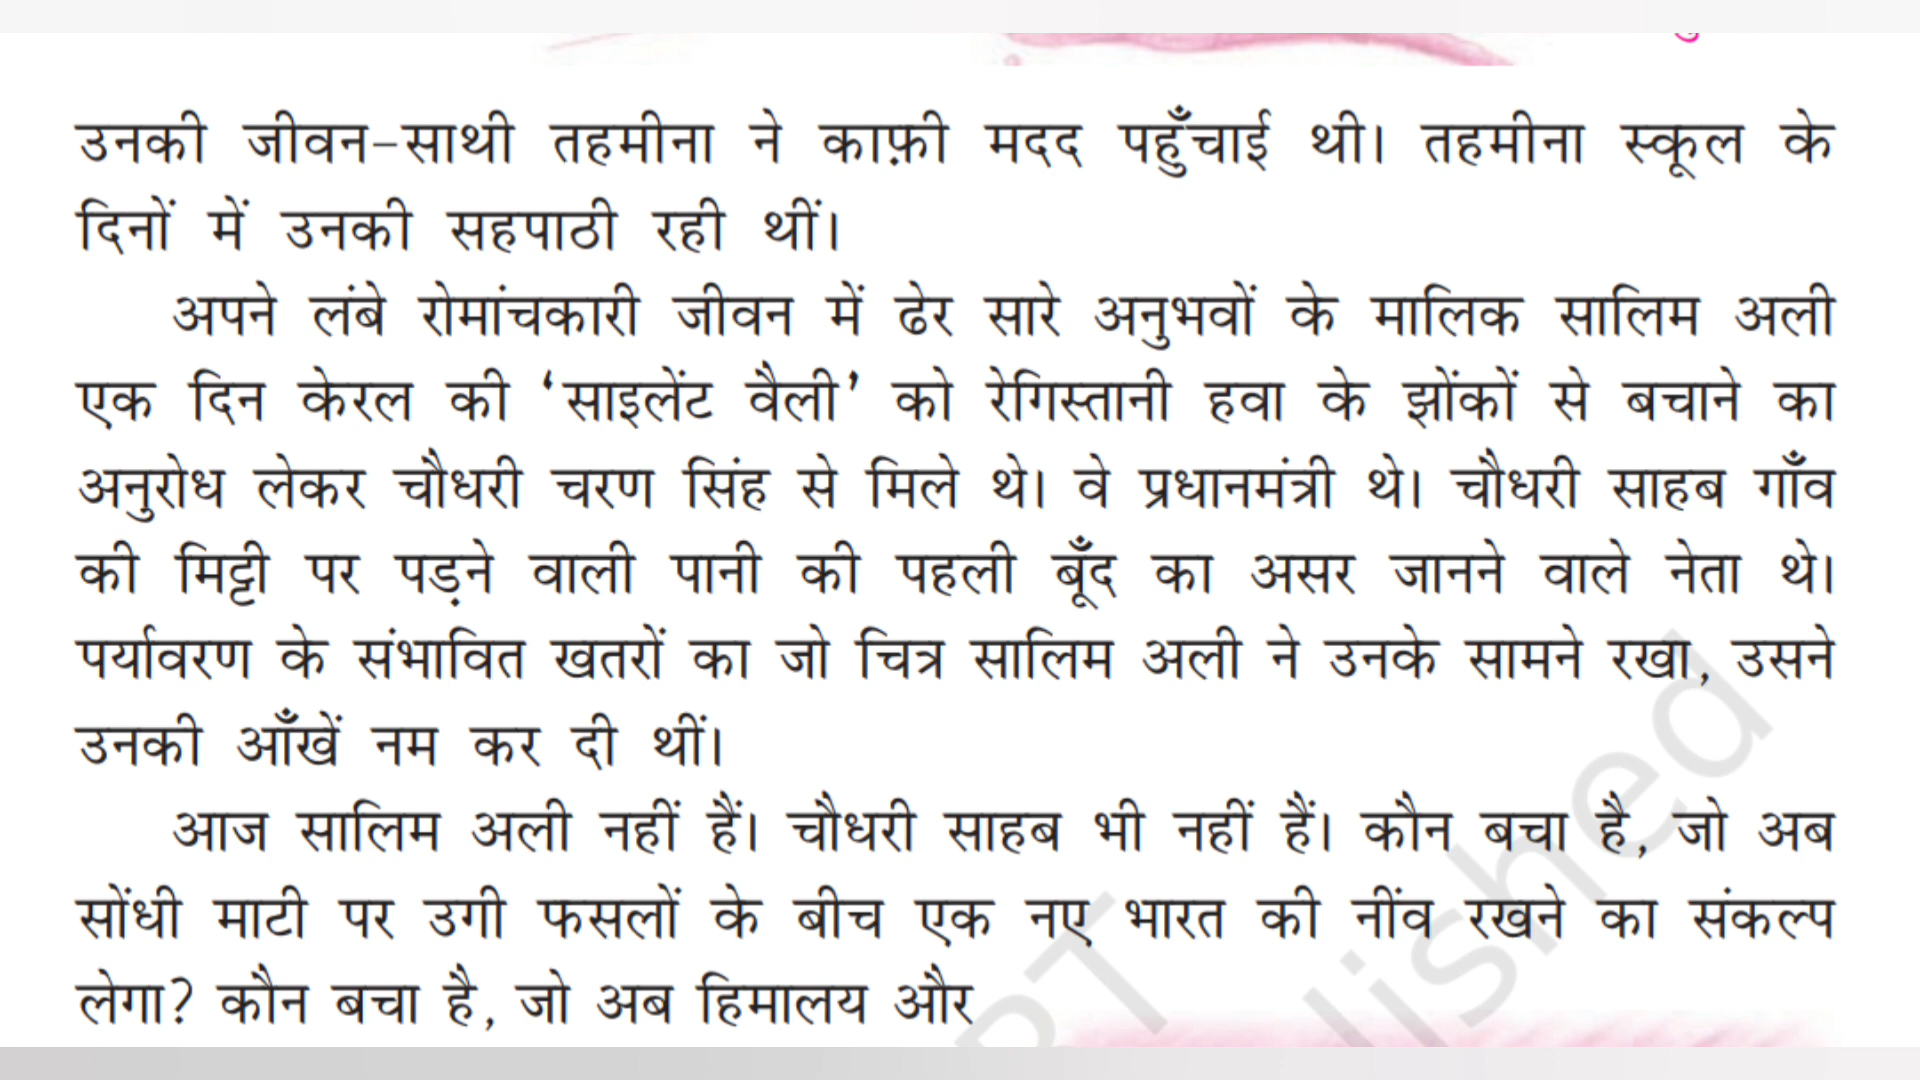 उनकी जीवन-साथी तहमीना ने काफ़ी मदद पहुँचाई थी। तहमीना स्कूल के
दिनों में उनकी सहपाठी रही थीं।
अपने लंबे रोमांचकारी जीवन में ढेर सारे अनुभवों के मालिक सालिम अली
एक दिन केरल की ‘साइलेंट वैली’ को रेगिस्तानी हवा के झोंकों से बचाने का
अनुरोध लेकर चौधरी चरण सिंह से मिले थे। वे प्रधानमंत्री थे। चौधरी साहब गाँव
की मिट्टी पर पड़ने वाली पानी की पहली बूँद का असर जानने वाले नेता थे।
पर्यावरण के संभावित खतरों का जो चित्र सालिम अली ने उनके सामने रखा, उसने
उनकी आँखें नम कर दी थीं।
आज सालिम अली नहीं हैं। चौधरी साहब भी नहीं हैं। कौन बचा है, जो अब
सोंधी माटी पर उगी फसलों के बीच एक नए भारत की नींव रखने का संकल्प
लेगा? कौन बचा है, जो अब हिमालय और